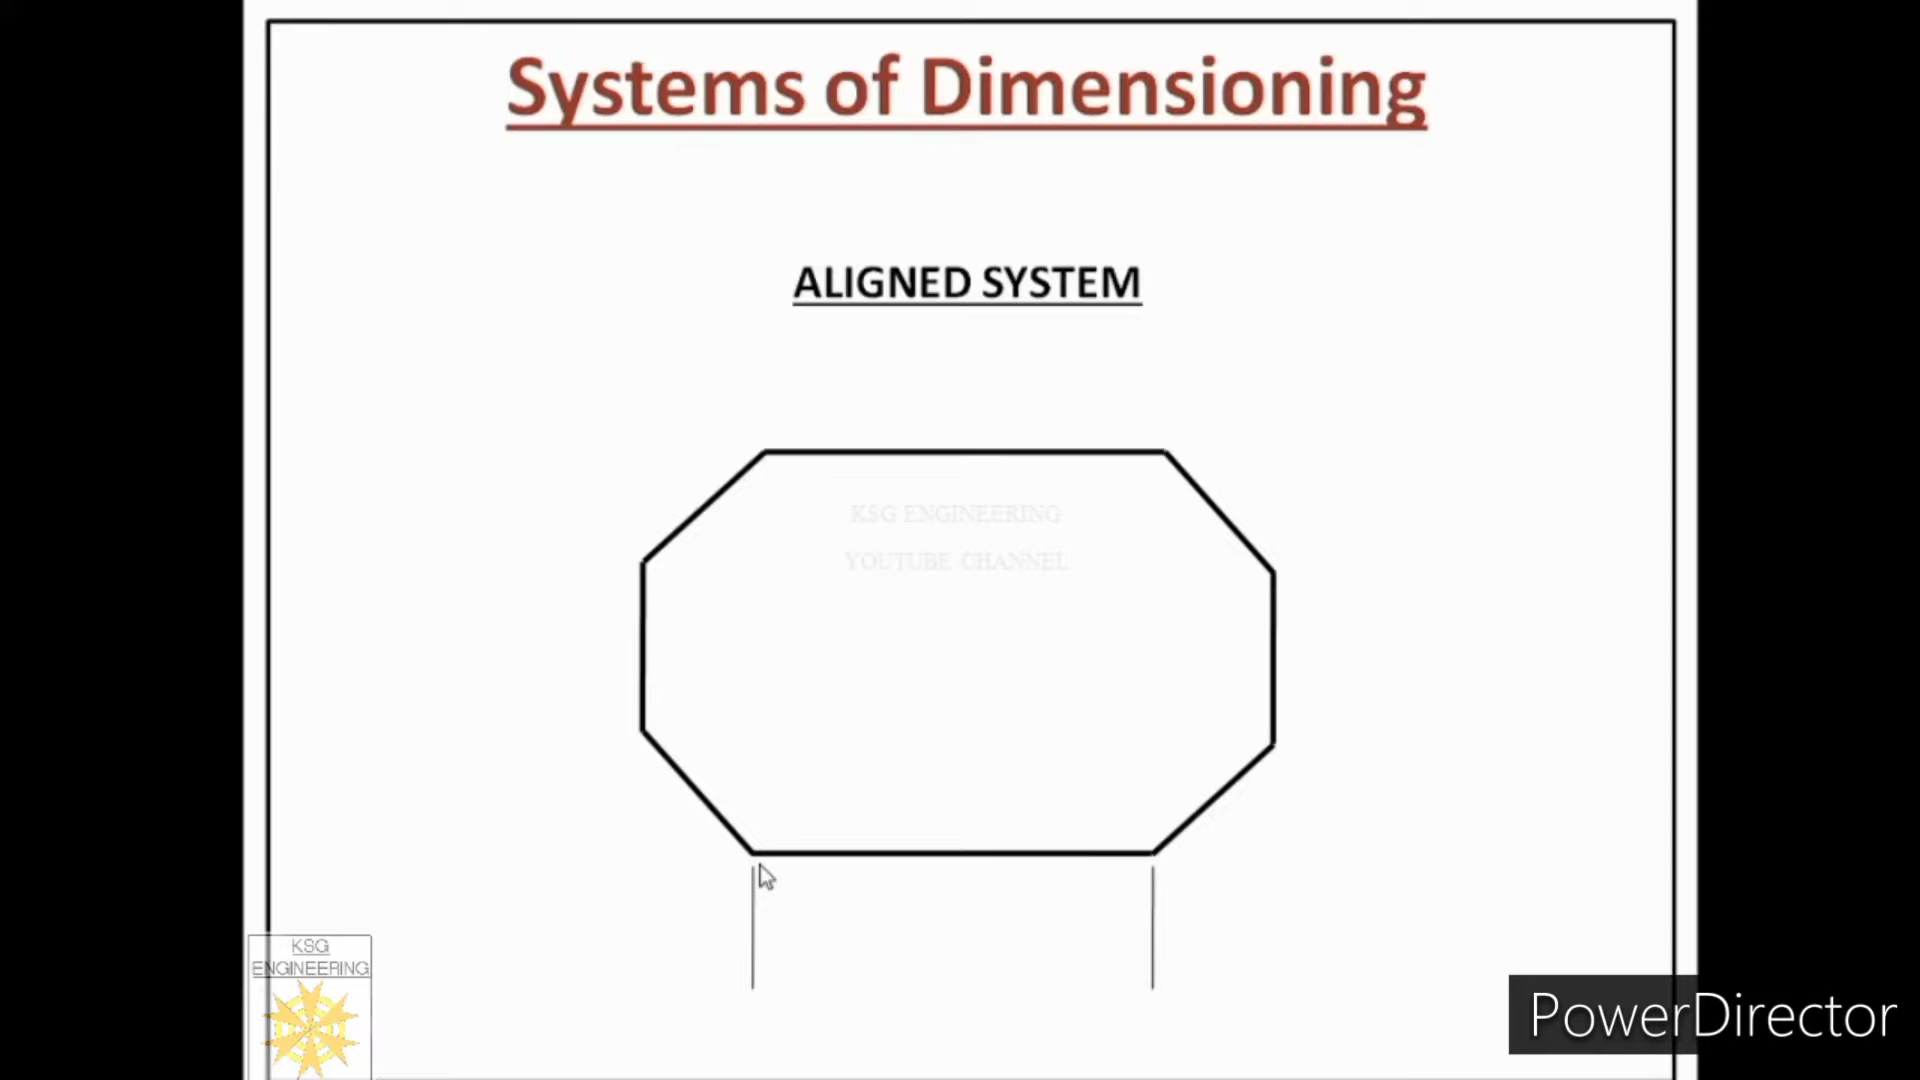 Systems of Dimensioning
ALIGNED SYSTEM
KSG ENGINEERING
YOUTUBE CHANNEL
KSG
ENGINEERING
PowerDirector